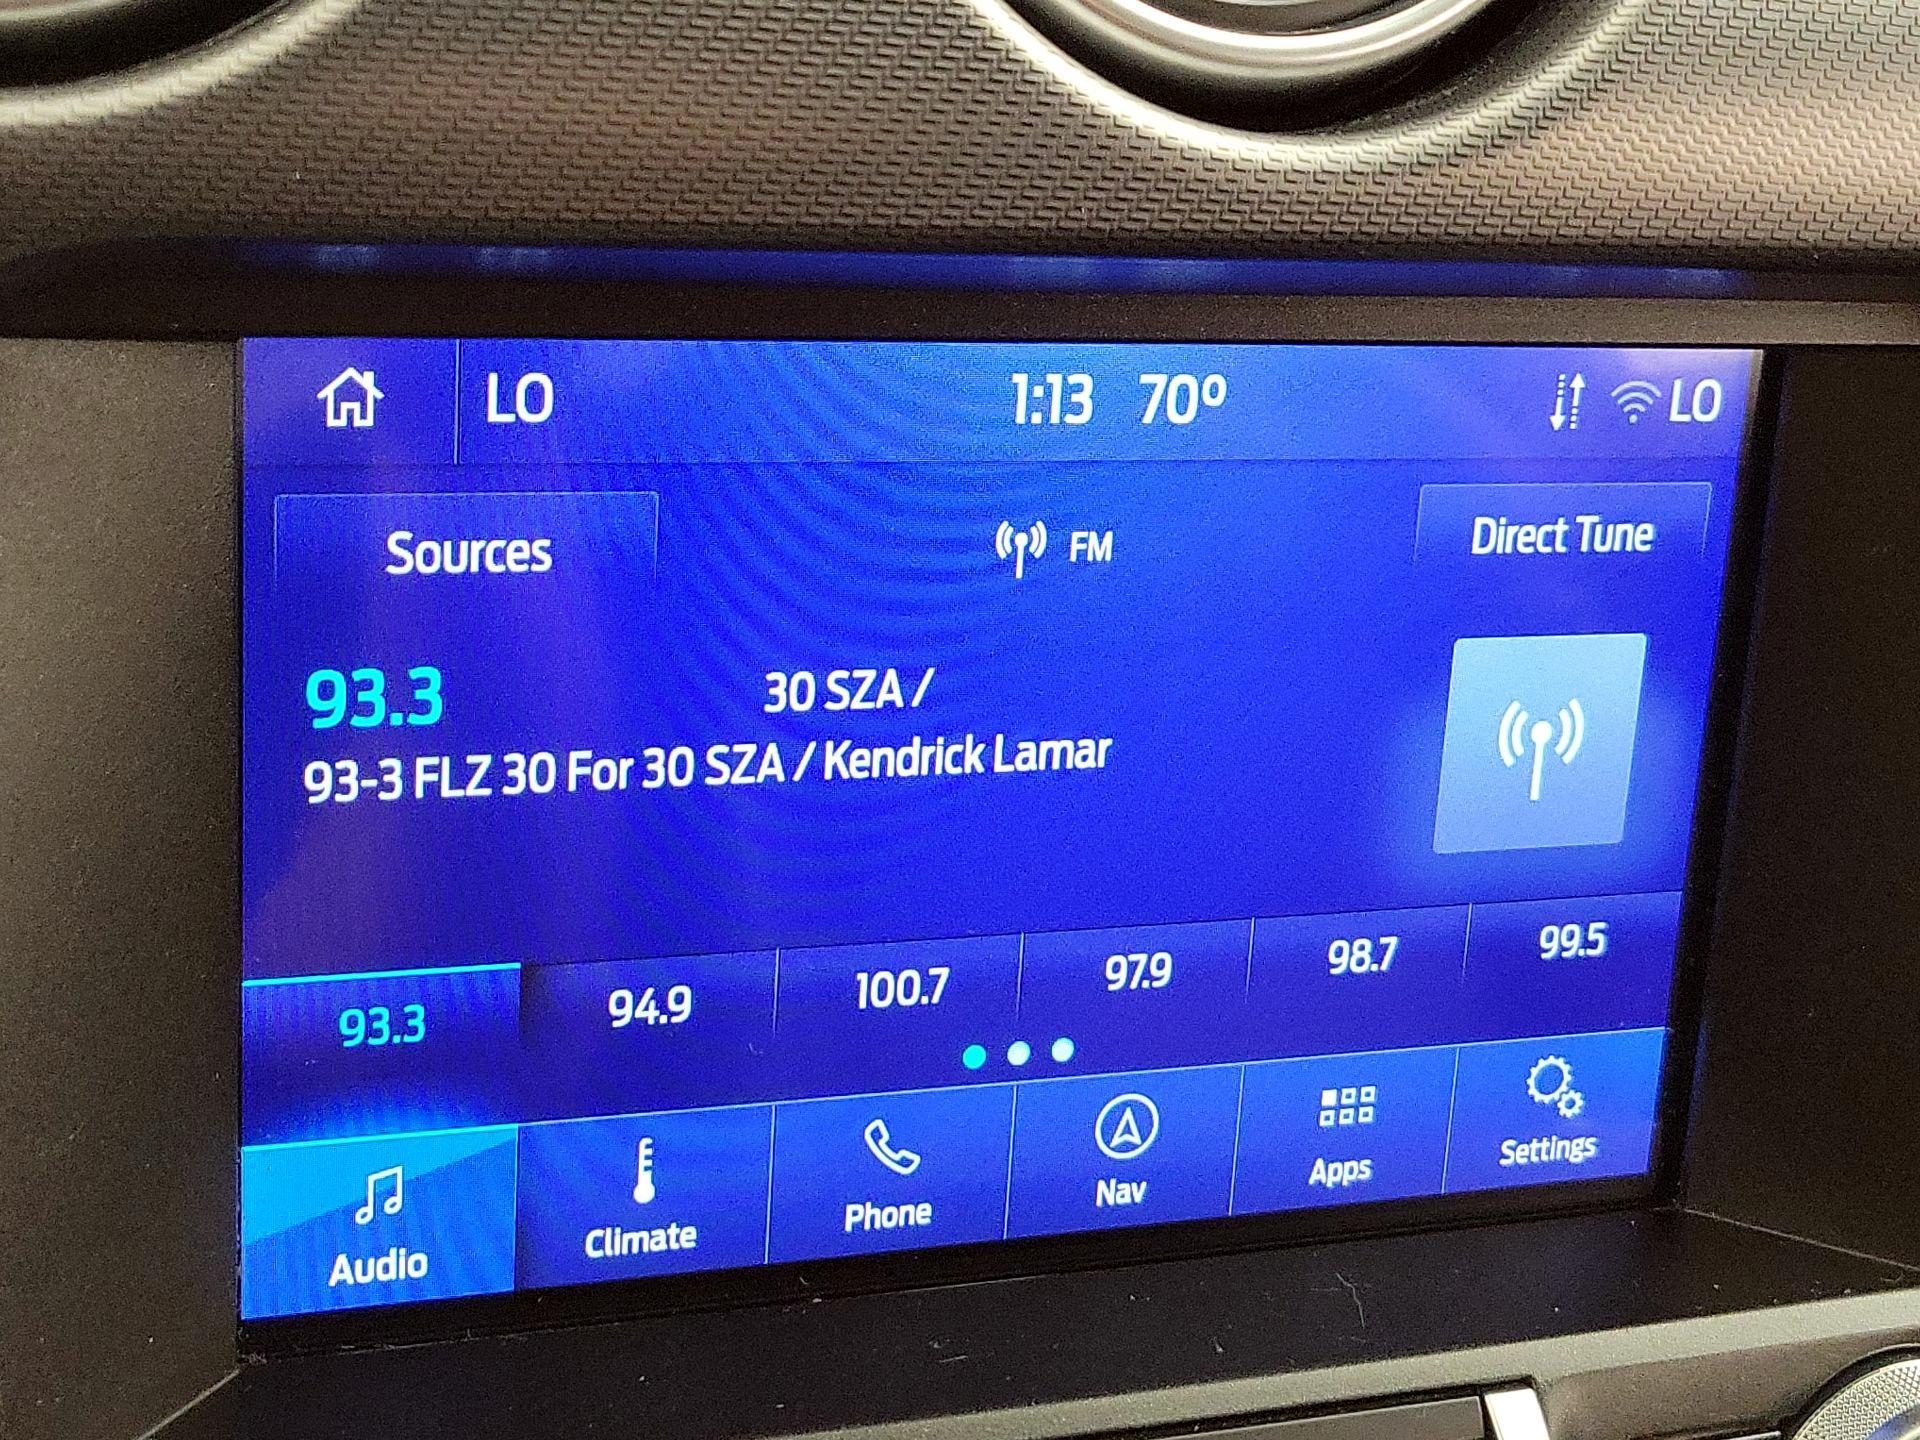 LO 1:13 70° LO
Sources FM Direct Tune
93.3 30 SZA /
93-3 FLZ 30 For 30 SZA / Kendrick Lamar
93.3 94.9 100.7 97.9 98.7 99.5
Audio Climate Phone Nav Apps Settings